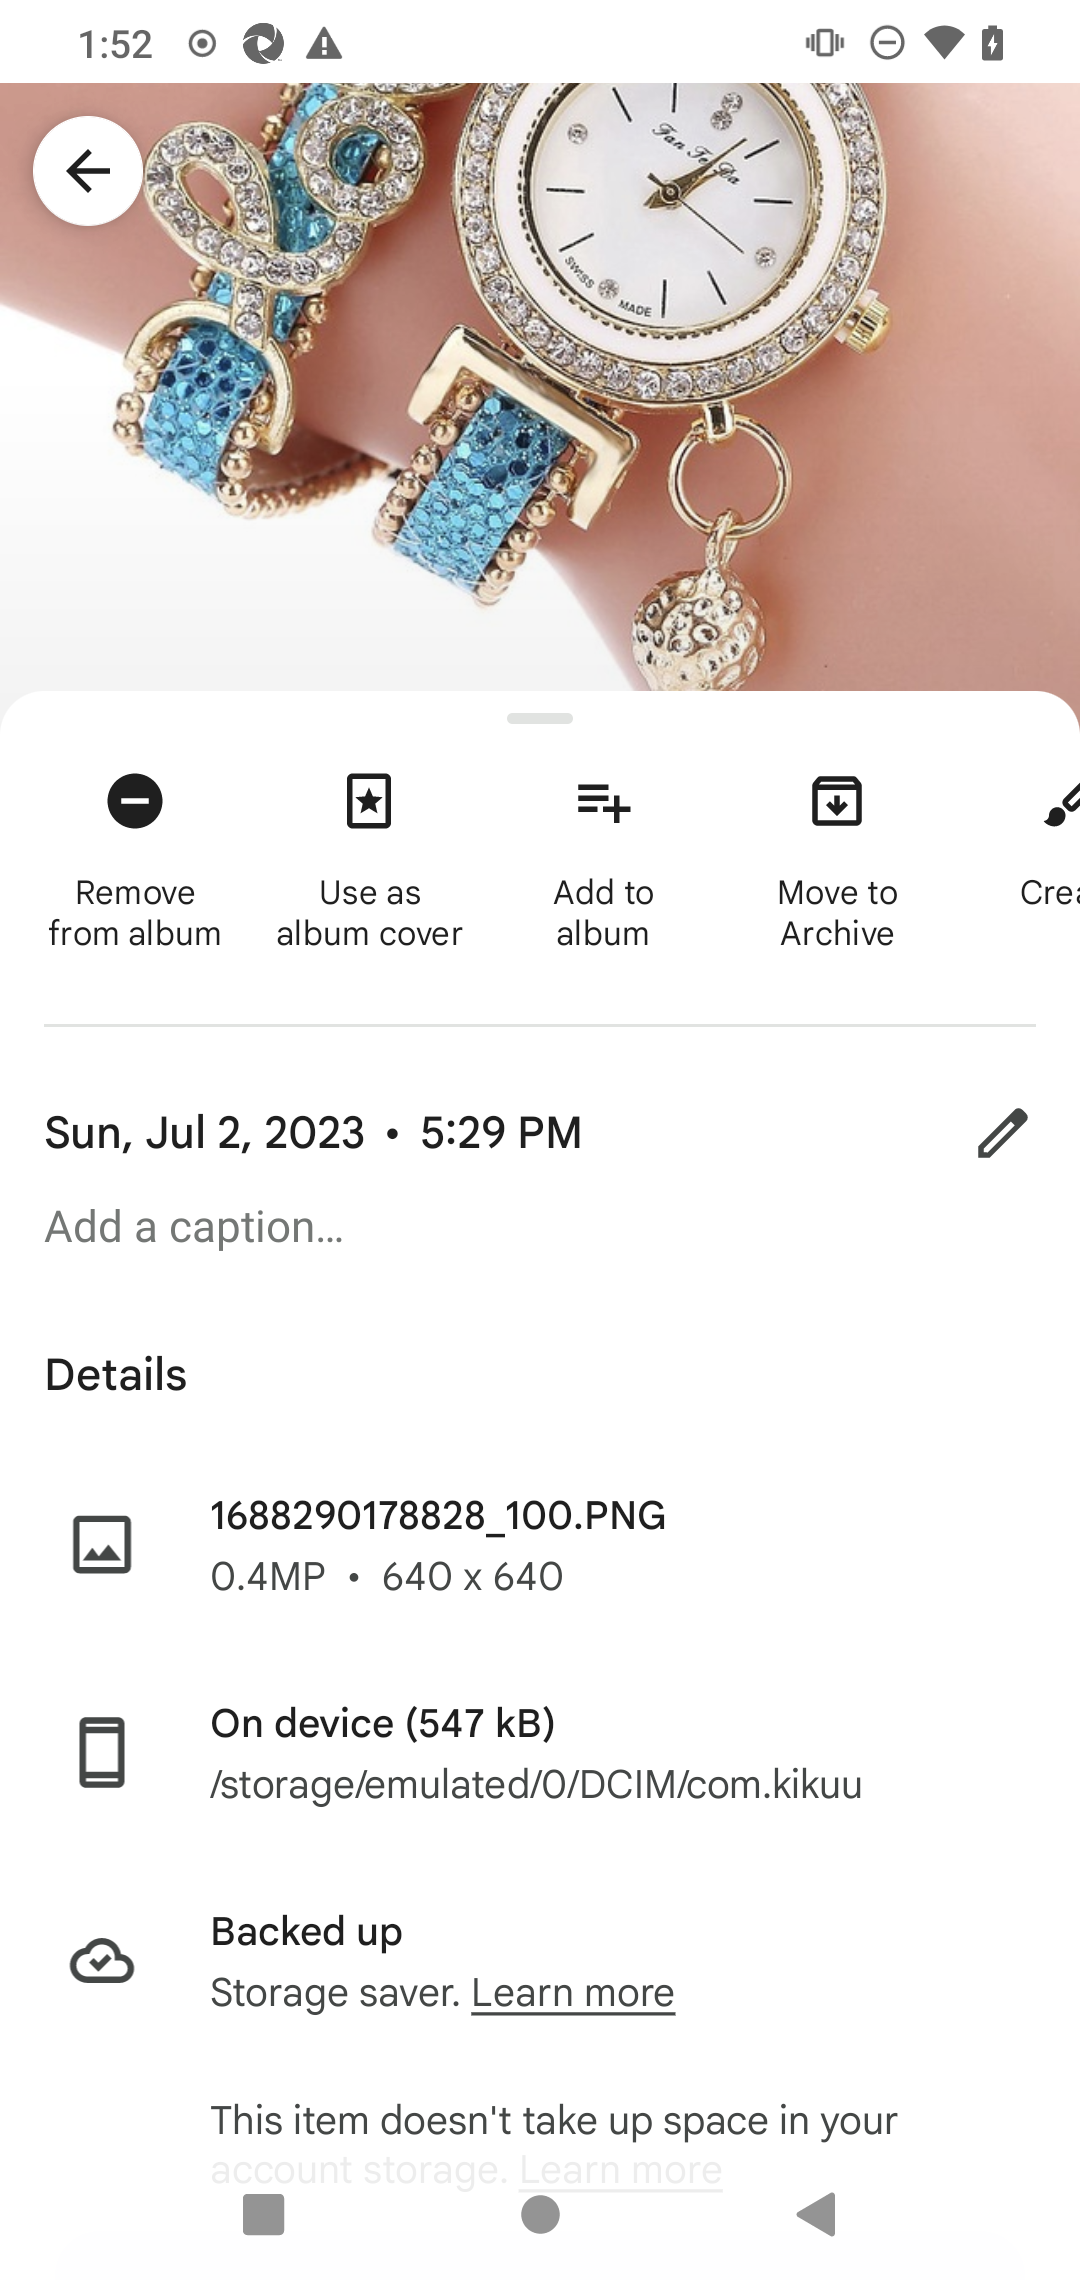 1:52
Fan Te Da
SWISS MADE
Remove
from album
Use as
album cover
Add to
album
Move to
Archive
Crea
Sun, Jul 2, 2023 • 5:29 PM
Add a caption...
Details
1688290178828_100.PNG
0.4MP • 640 x 640
On device (547 kB)
/storage/emulated/0/DCIM/com.kikuu
Backed up
Storage saver. Learn more
This item doesn't take up space in your
account storage. Learn more